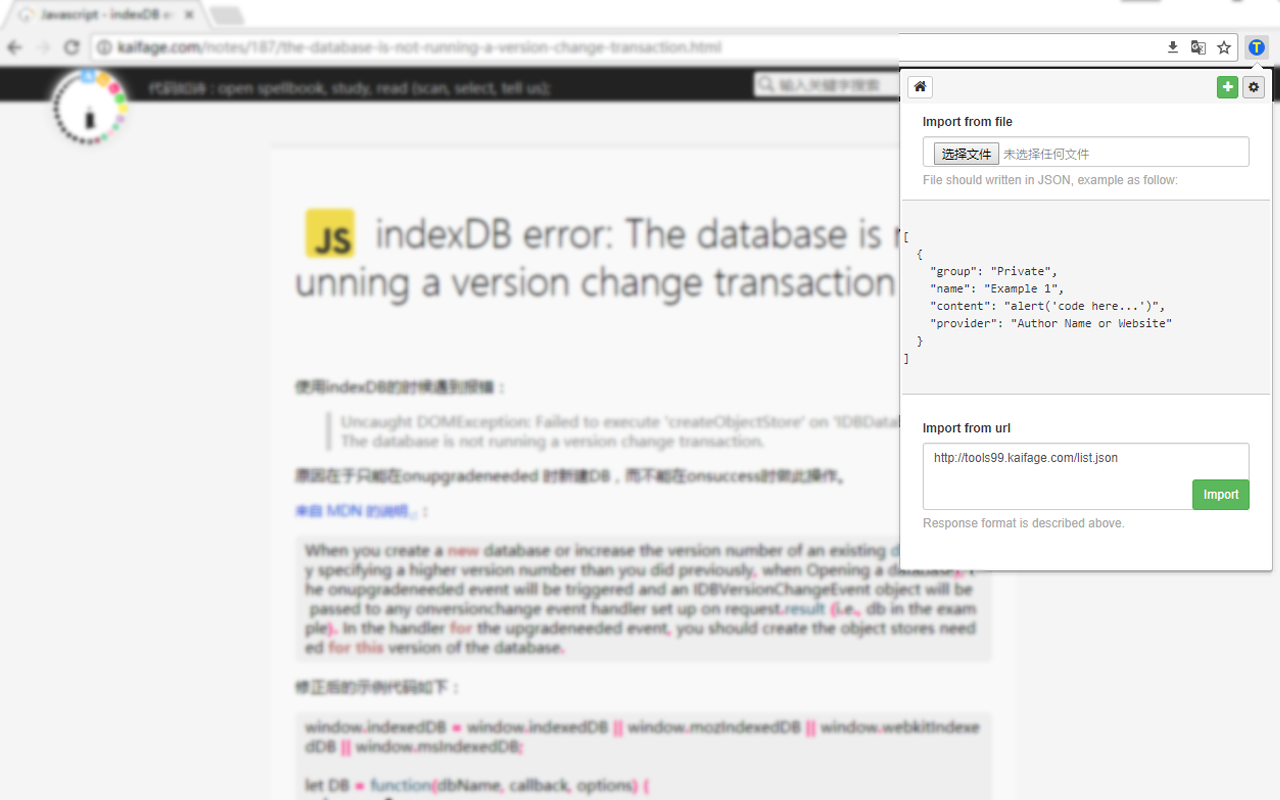 Javascript - indexDB e
kaifage.com/notes/187/the-database-is-not-running-a-version-change-transaction.html
T
代码如诗 : open spellbook, study, read (scan, select, tell us);
输入关键字搜索
JS indexDB error: The database is r
unning a version change transaction
使用indexDB的时候遇到报错：
Uncaught DOMException: Failed to execute 'createObjectStore' on 'IDBDatab
The database is not running a version change transaction.
原因在于只能在onupgradeneeded 时新建DB，而不能在onsuccess时做此操作。
来自 MDN 的说明：
When you create a new database or increase the version number of an existing d
y specifying a higher version number than you did previously, when Opening a database), t
he onupgradeneeded event will be triggered and an IDBVersionChangeEvent object will be
passed to any onversionchange event handler set up on request.result (i.e., db in the exam
ple). In the handler for the upgradeneeded event, you should create the object stores need
ed for this version of the database.
修正后的示例代码如下：
window.indexedDB = window.indexedDB || window.mozIndexedDB || window.webkitIndexe
dDB || window.msIndexedDB;
let DB = function(dbName, callback, options) {
Import from file
选择文件 未选择任何文件
File should written in JSON, example as follow:
[
{
"group": "Private",
"name": "Example 1",
"content": "alert('code here...')",
"provider": "Author Name or Website"
}
]
Import from url
http://tools99.kaifage.com/list.json
Import
Response format is described above.